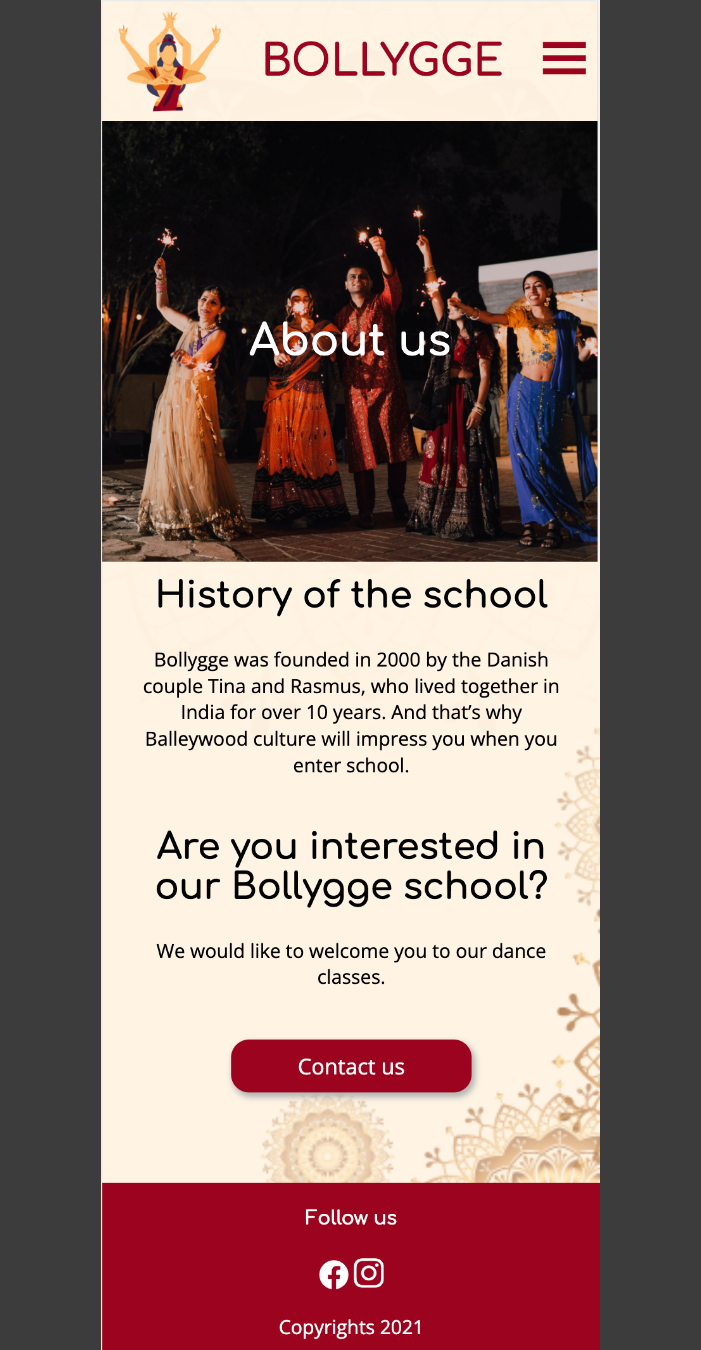 BOLLYGGE
About us
History of the school
Bollygge was founded in 2000 by the Danish
couple Tina and Rasmus, who lived together in
India for over 10 years. And that’s why
Balleywood culture will impress you when you
enter school.
Are you interested in
our Bollygge school?
We would like to welcome you to our dance
classes.
Contact us
Follow us
Copyrights 2021